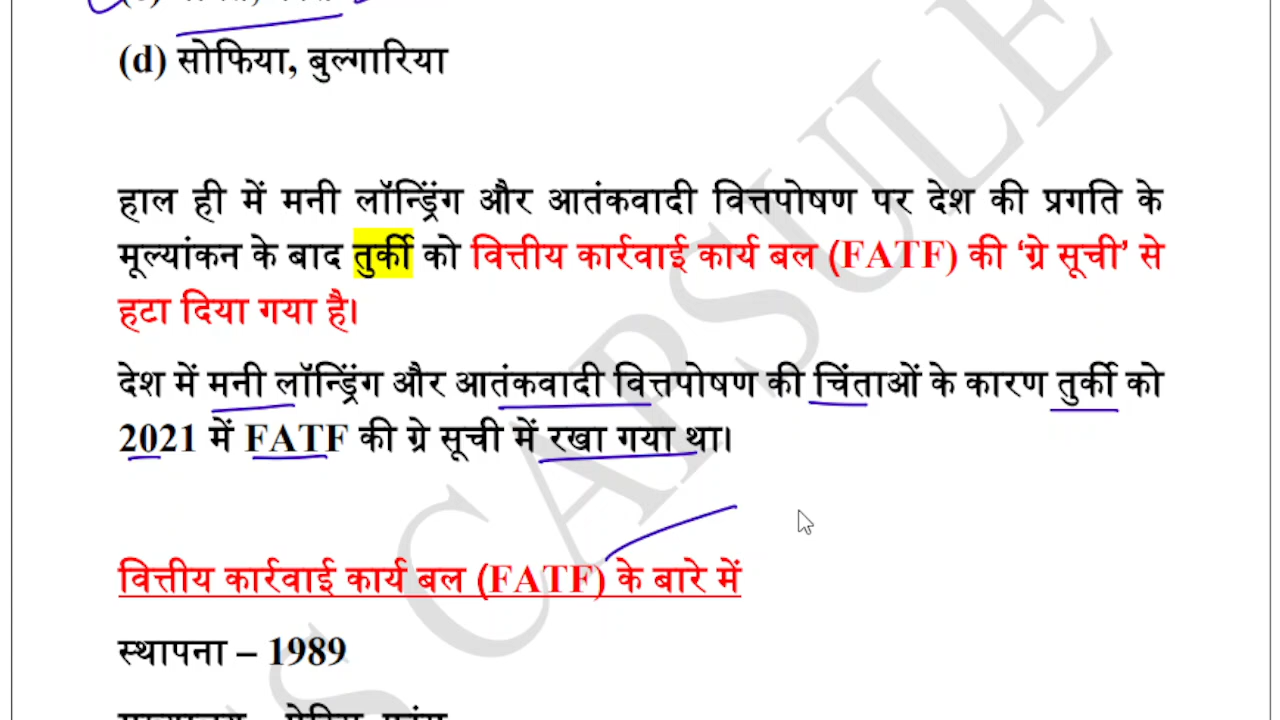 (d) सोफिया, बुल्गारिया
हाल ही में मनी लॉन्ड्रिंग और आतंकवादी वित्तपोषण पर देश की प्रगति के
मूल्यांकन के बाद तुर्की को वित्तीय कार्रवाई कार्य बल (FATF) की ‘ग्रे सूची’ से
हटा दिया गया है।
देश में मनी लॉन्ड्रिंग और आतंकवादी वित्तपोषण की चिंताओं के कारण तुर्की को
2021 में FATF की ग्रे सूची में रखा गया था।
वित्तीय कार्रवाई कार्य बल (FATF) के बारे में
स्थापना – 1989
CAPSULE